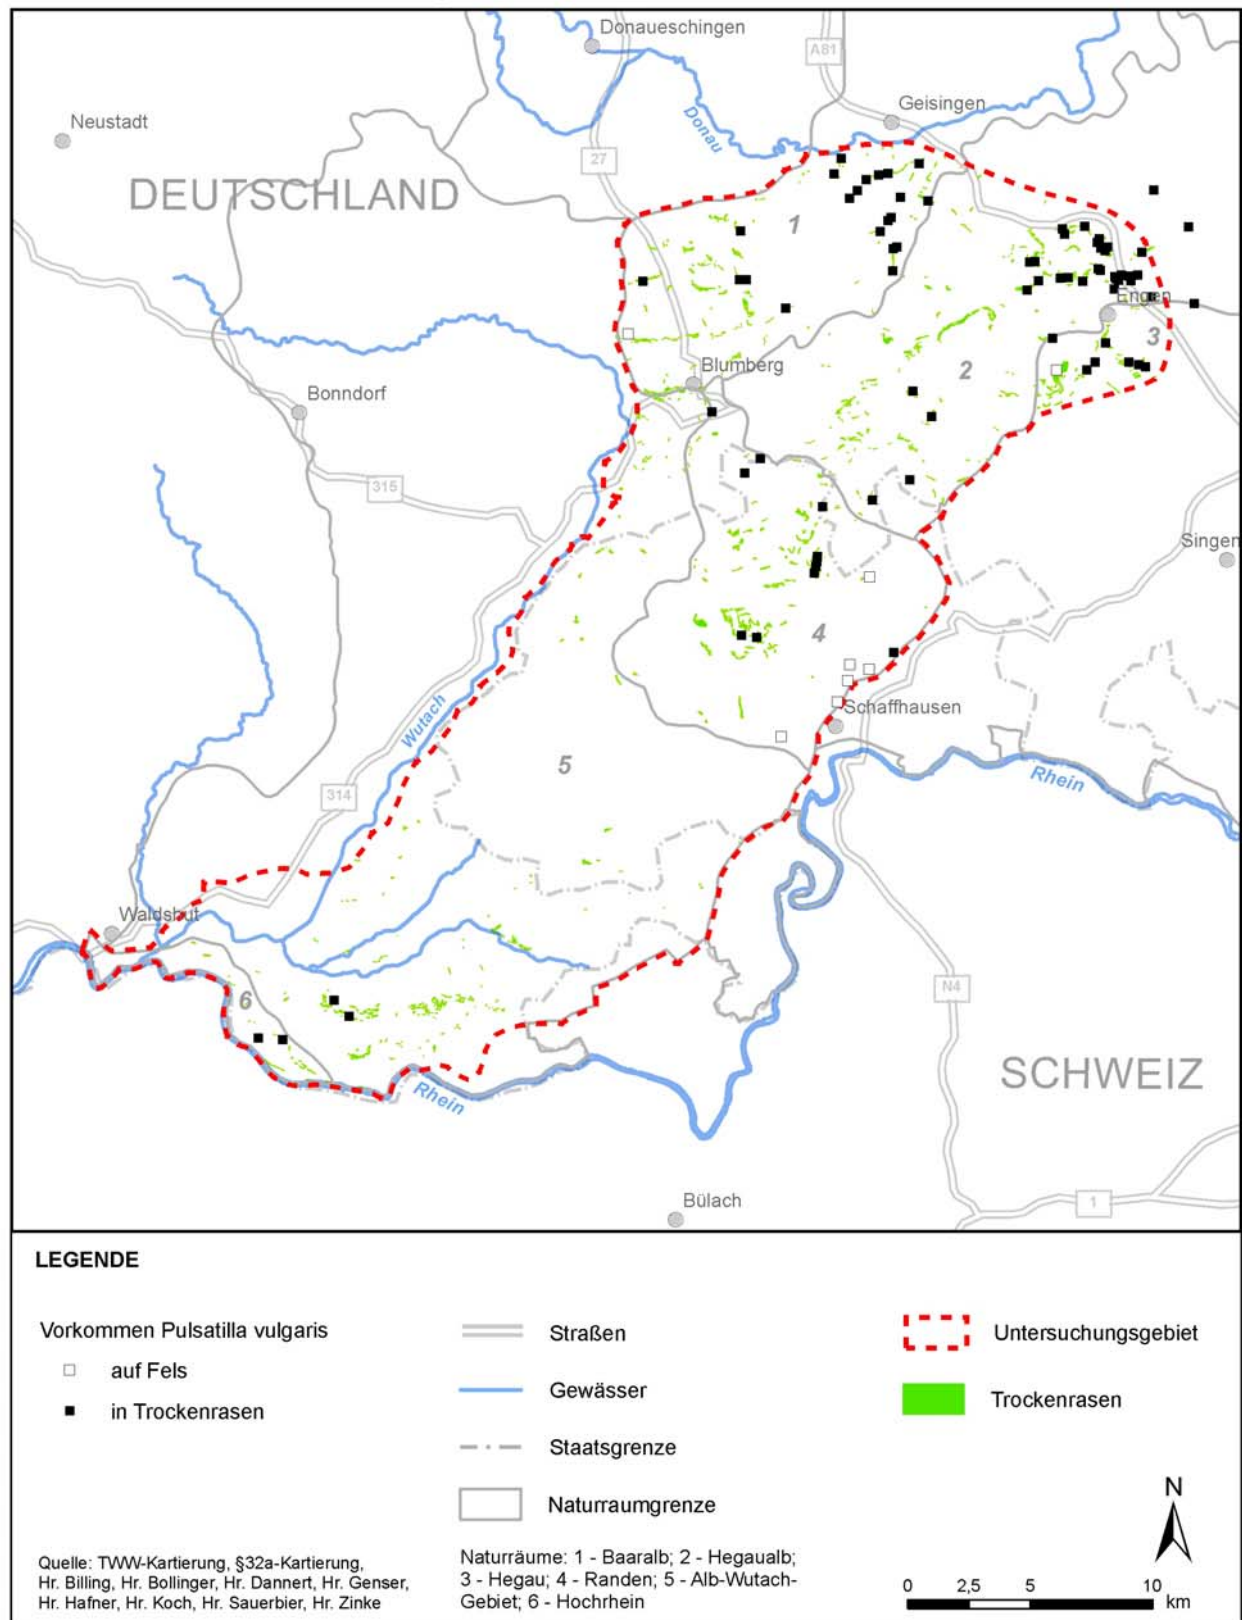 Donaueschingen
A81
Neustadt
Geisingen
Donau
27
DEUTSCHLAND
1
Engen
3
2
Blumberg
Bonndorf
315
Singen
4
Wutach
Schaffhausen
5
Rhein
314
Waldshut
N4
6
SCHWEIZ
Rhein
Bülach
1
LEGENDE
Vorkommen Pulsatilla vulgaris
auf Fels
in Trockenrasen
Straßen
Gewässer
Staatsgrenze
Naturraumgrenze
Untersuchungsgebiet
Trockenrasen
N
Quelle: TWW-Kartierung, §32a-Kartierung,
Hr. Billing, Hr. Bollinger, Hr. Dannert, Hr. Genser,
Hr. Hafner, Hr. Koch, Hr. Sauerbier, Hr. Zinke
Naturräume: 1 - Baaralb; 2 - Hegaualb;
3 - Hegau; 4 - Randen; 5 - Alb-Wutach-
Gebiet; 6 - Hochrhein
0 2,5 5 10
km